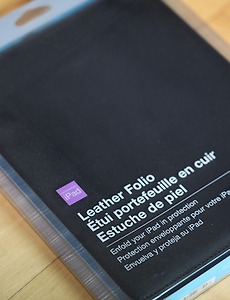 iPad
Leather Folio
Étui portefeuille en cuir
Estuche de piel
Enfold your iPad in protection
Protection enveloppante pour votre iPad
Envuelva y proteja su iPad